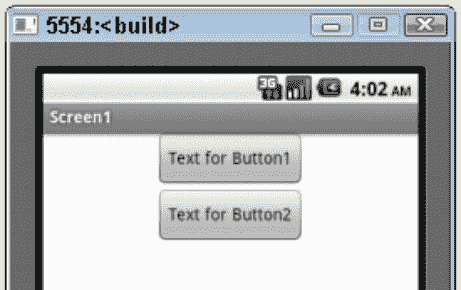 5554:<build>
3G 4:02 AM
Screen1
Text for Button1
Text for Button2